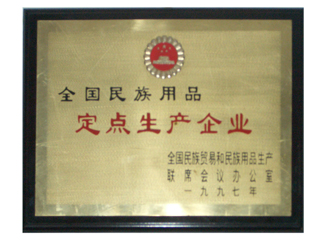 全国民族用品
定点生产企业
全国民族贸易和民族用品生产
联席会议办公室
一九九七年